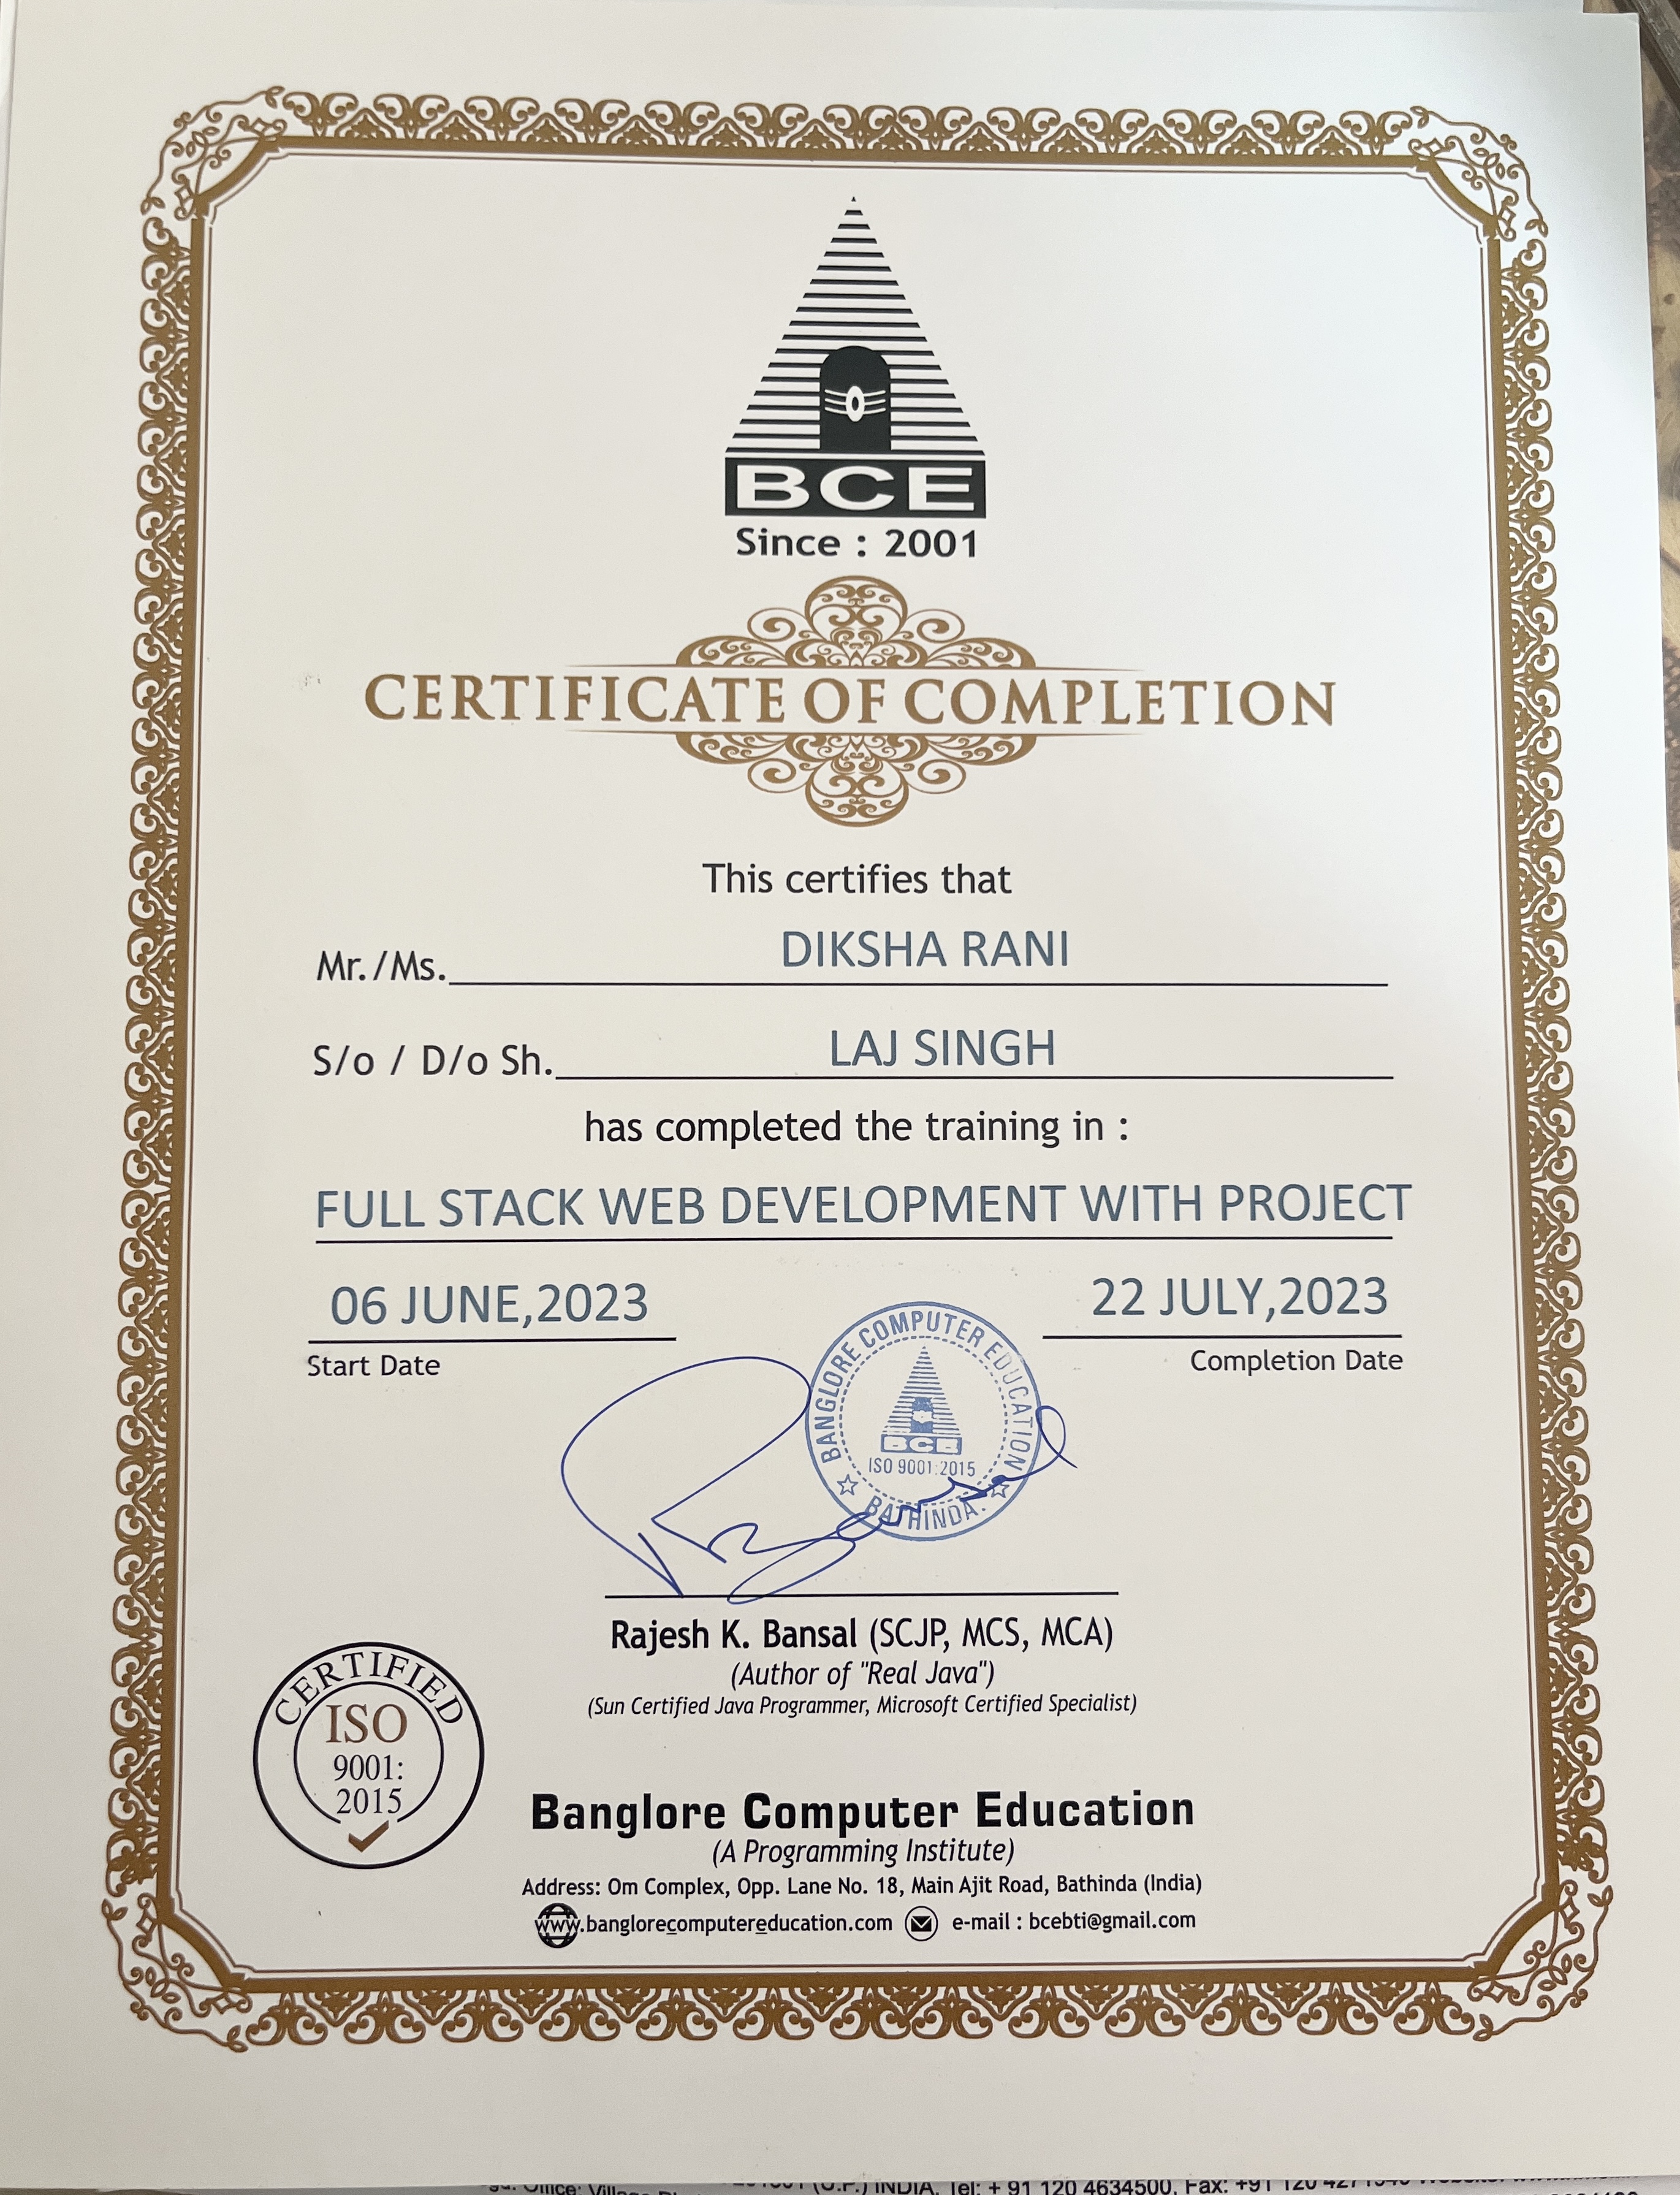 BCE
Since : 2001
CERTIFICATE OF COMPLETION
This certifies that
Mr./Ms. DIKSHA RANI
S/o / D/o Sh. LAJ SINGH
has completed the training in :
FULL STACK WEB DEVELOPMENT WITH PROJECT
06 JUNE,2023
Start Date
22 JULY,2023
Completion Date
BANGLORE COMPUTER EDUCATION
BCE
ISO 9001:2015
BATHINDA.
Rajesh K. Bansal (SCJP, MCS, MCA)
(Author of "Real Java")
(Sun Certified Java Programmer, Microsoft Certified Specialist)
CERTIFIED
ISO
9001:
2015
Banglore Computer Education
(A Programming Institute)
Address: Om Complex, Opp. Lane No. 18, Main Ajit Road, Bathinda (India)
www.banglorecomputereducation.com e-mail : bcebti@gmail.com
(U.P.) INDIA. Tel: + 91 120 4634500, Fax: +91 120